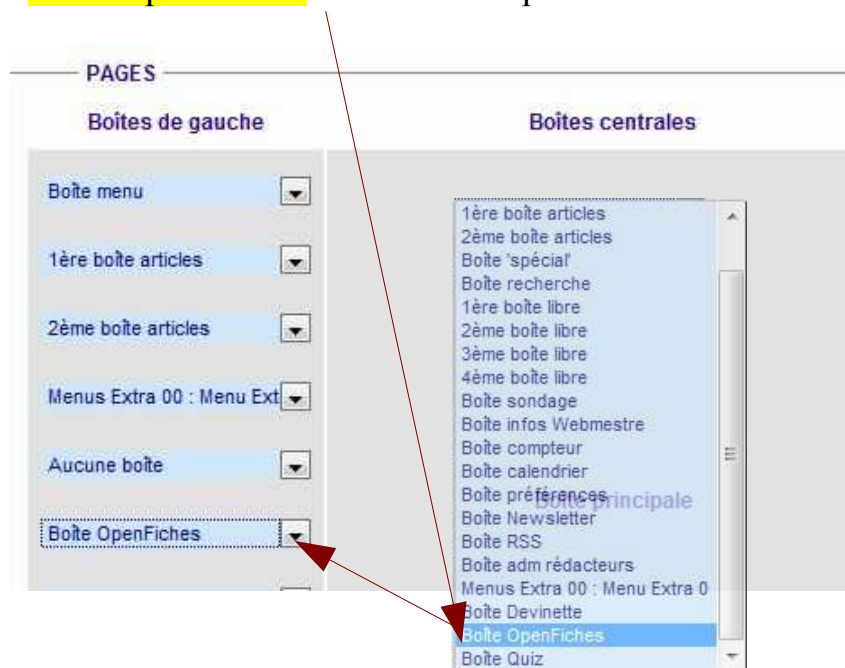 PAGES
Boîtes de gauche
Boîtes centrales
Boîte menu
1ère boîte articles
2ème boîte articles
Menus Extra 00 : Menu Ext
Aucune boîte
Boîte OpenFiches
1ère boîte articles
2ème boîte articles
Boîte 'spécial'
Boîte recherche
1ère boîte libre
2ème boîte libre
3ème boîte libre
4ème boîte libre
Boîte sondage
Boîte infos Webmestre
Boîte compteur
Boîte calendrier
Boîte préférences
Boîte principale
Boîte Newsletter
Boîte RSS
Boîte adm rédacteurs
Menus Extra 00 : Menu Extra 0
Boîte Devinette
Boîte OpenFiches
Boîte Quiz